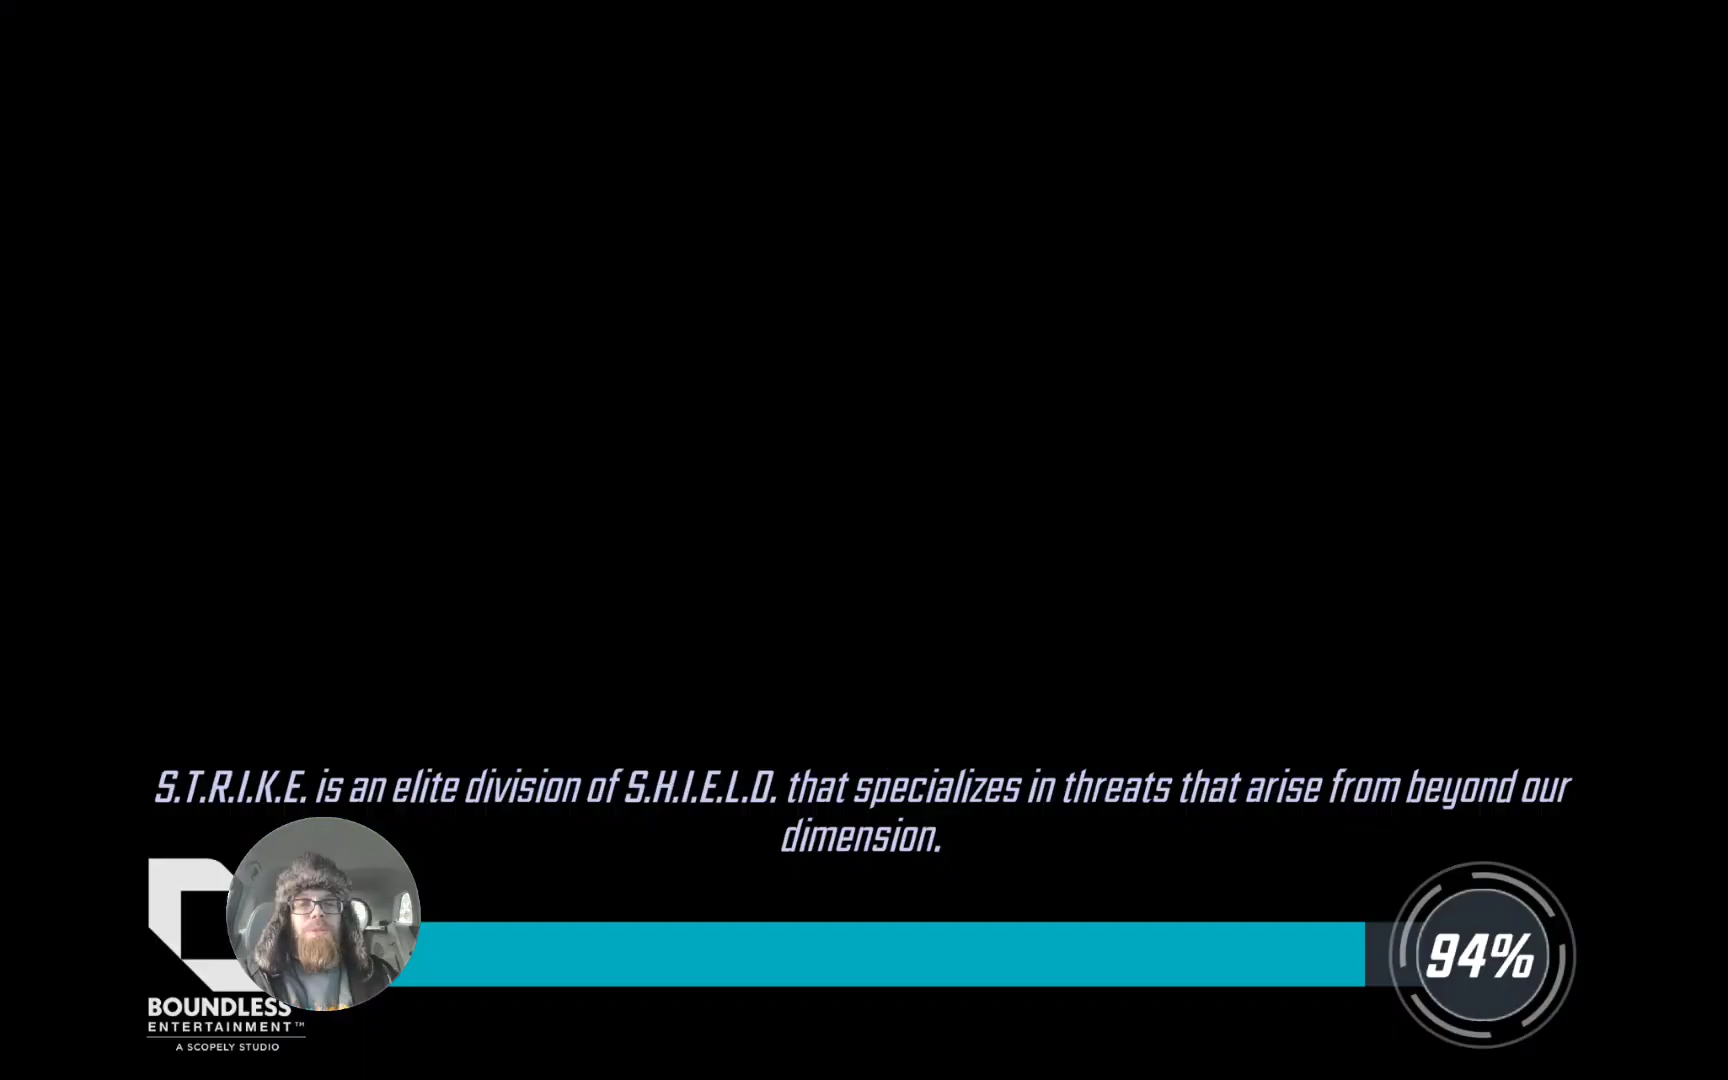 S.T.R.I.K.E. is an elite division of S.H.I.E.L.D. that specializes in threats that arise from beyond our
dimension.
94%
BOUNDLESS
ENTERTAINMENT™
A SCOPELY STUDIO